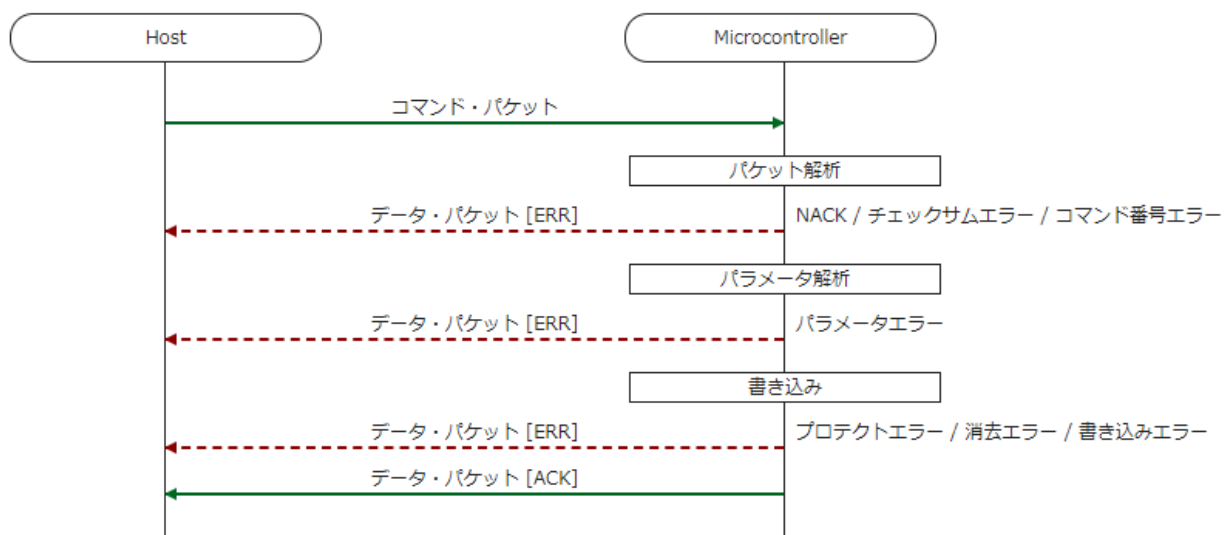 Host
Microcontroller
コマンド・パケット
パケット解析
データ・パケット [ERR]
NACK / チェックサムエラー / コマンド番号エラー
パラメータ解析
データ・パケット [ERR]
パラメータエラー
書き込み
データ・パケット [ERR]
プロテクトエラー / 消去エラー / 書き込みエラー
データ・パケット [ACK]